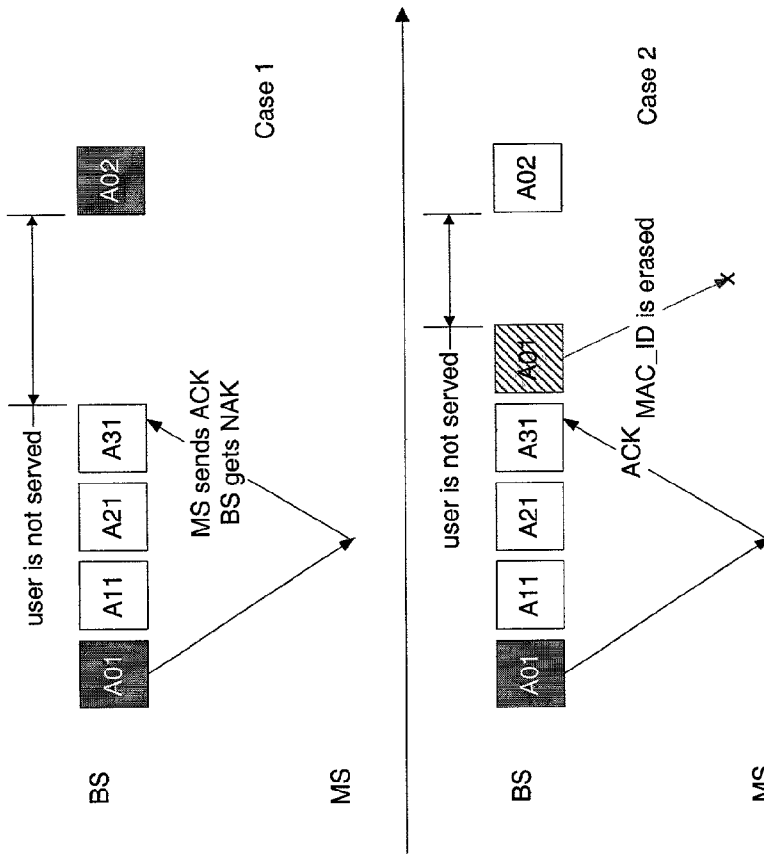 user is not served
BS
A01
A11
A21
A31
A02
MS sends ACK
BS gets NAK
Case 1
MS
user is not served
BS
A01
A11
A21
A31
A01
A02
ACK
MAC_ID is erased
x
Case 2
MS